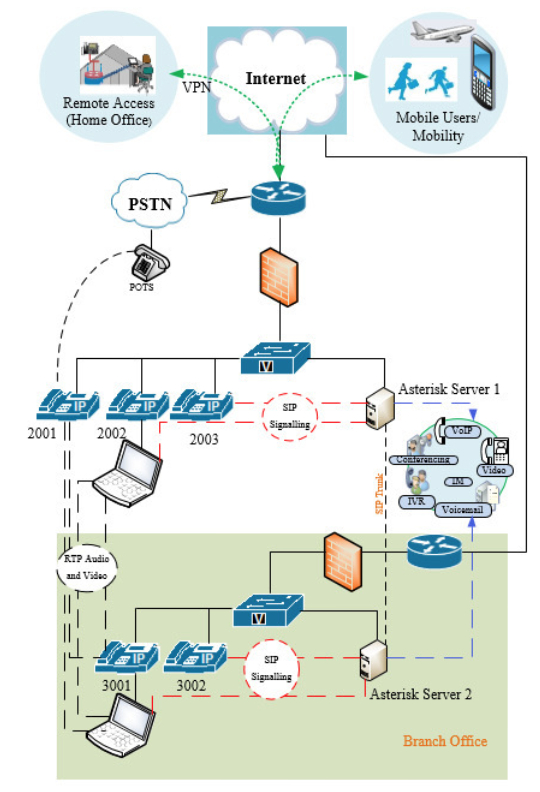 Internet
VPN
Remote Access
(Home Office)
Mobile Users/
Mobility
PSTN
POTS
V
Asterisk Server 1
IP
IP
IP
2001
2002
2003
SIP
Signalling
VoIP
Conferencing
Video
IM
IVR
Voicemail
SIP Trunk
RTP Audio
and Video
V
IP
IP
3001
3002
SIP
Signalling
Asterisk Server 2
Branch Office